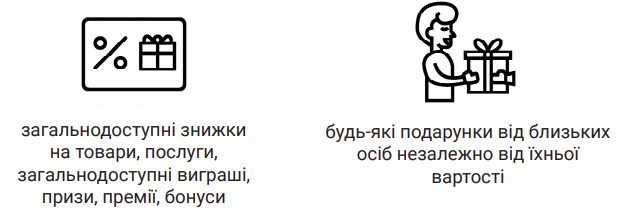 загальнодоступні знижки
на товари, послуги,
загальнодоступні виграші,
призи, премії, бонуси
будь-які подарунки від близьких
осіб незалежно від їхньої
вартості